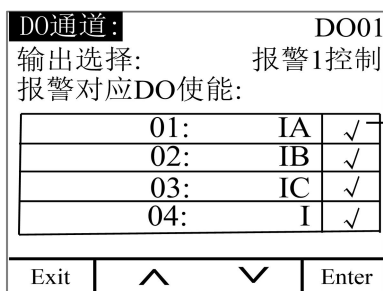 DO通道: DO01
输出选择: 报警1控制
报警对应DO使能:
01: IA √
02: IB √
03: IC √
04: I √
Exit Enter